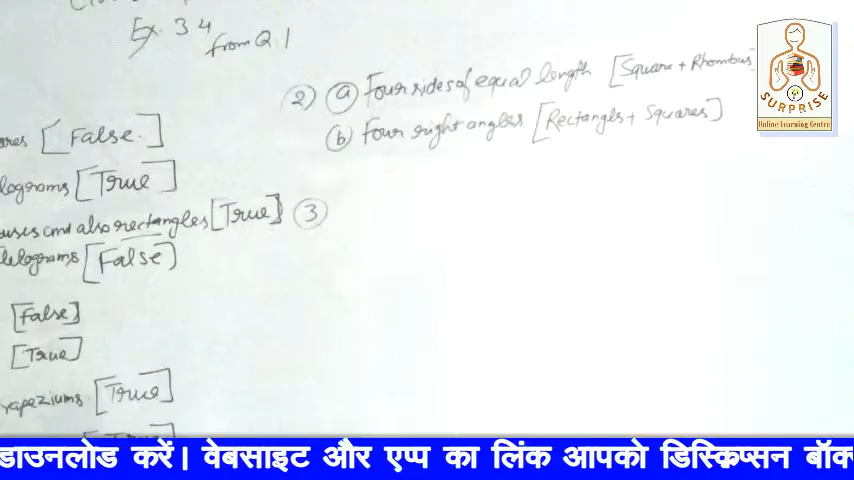 Ex. 3 4
from Q. 1
2) a) Four sides of equal length [Square + Rhombus
b) Four right angles [Rectangls + Squares]
ares [False.]
lograms [True]
uses and also rectangles [True] 3
llelograms [False]
[False]
[True]
rapeziums. [True]
SURPRISE
Online Learning Centre
डाउनलोड करें। वेबसाइट और एप्प का लिंक आपको डिस्क्रिप्सन बॉक्